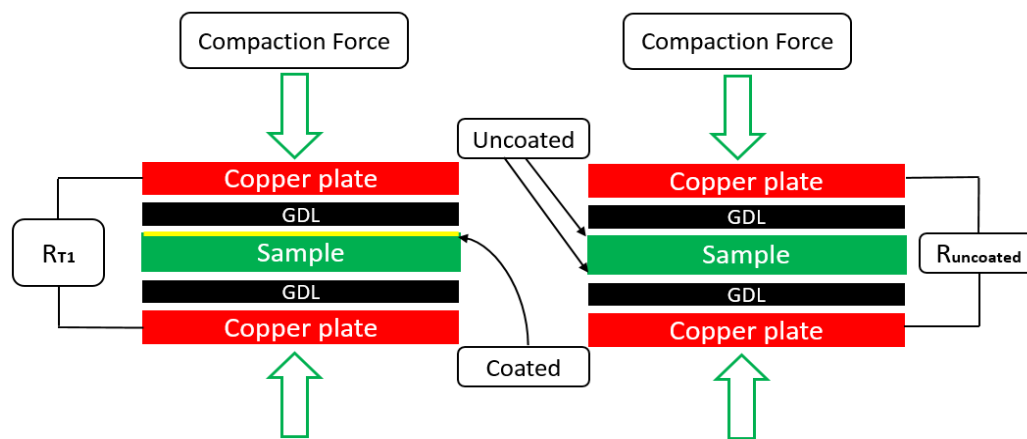 Compaction Force
Compaction Force
Uncoated
Copper plate
GDL
Sample
GDL
Copper plate
RT1
Copper plate
GDL
Sample
GDL
Copper plate
Runcoated
Coated